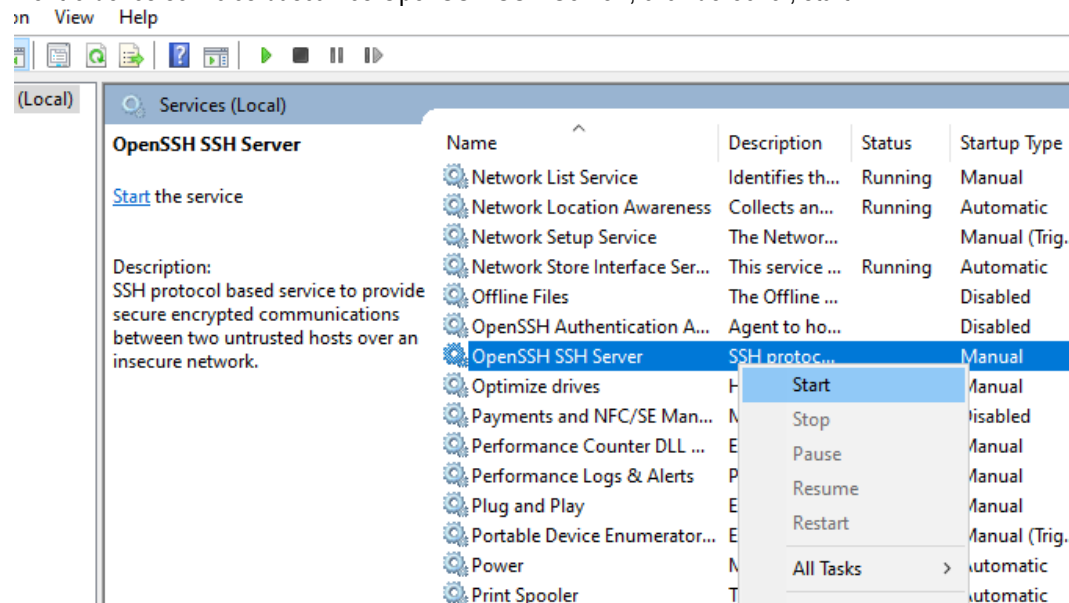 View Help
(Local)
Services (Local)
OpenSSH SSH Server
Start the service
Description:
SSH protocol based service to provide
secure encrypted communications
between two untrusted hosts over an
insecure network.
Name Description Status Startup Type
Network List Service Identifies th... Running Manual
Network Location Awareness Collects an... Running Automatic
Network Setup Service The Networ... Manual (Trig.
Network Store Interface Ser... This service ... Running Automatic
Offline Files The Offline ... Disabled
OpenSSH Authentication A... Agent to ho... Disabled
OpenSSH SSH Server SSH protoc... Manual
Optimize drives H Manual
Payments and NFC/SE Man... Disabled
Performance Counter DLL ... E Manual
Performance Logs & Alerts P Manual
Plug and Play E Manual
Portable Device Enumerator... E Manual (Trig.
Power Automatic
Print Spooler T Automatic
Start
Stop
Pause
Resume
Restart
All Tasks >